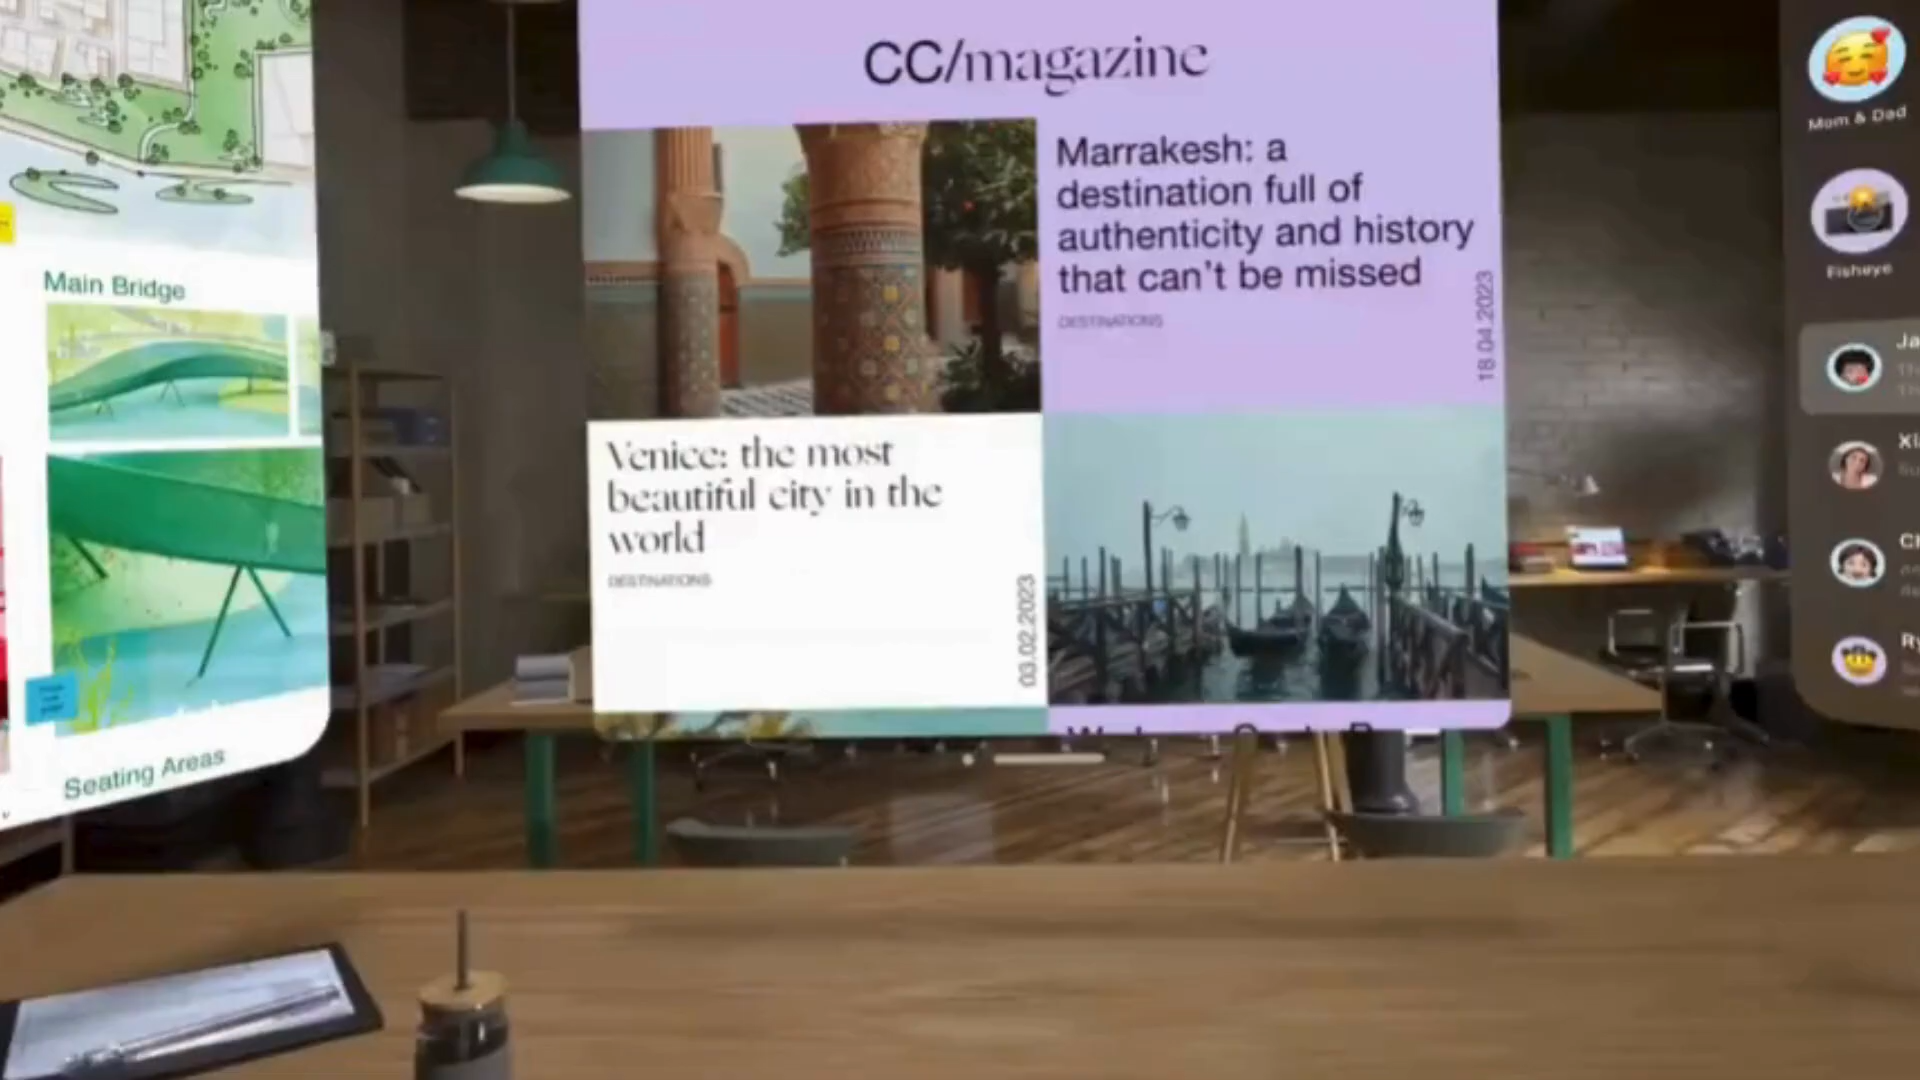 CC/magazine
Marrakesh: a
destination full of
authenticity and history
that can't be missed
DESTINATIONS
18.04.2023
Venice: the most
beautiful city in the
world
DESTINATIONS
03.02.2023
Main Bridge
Seating Areas
Mom & Dad
Fisheye